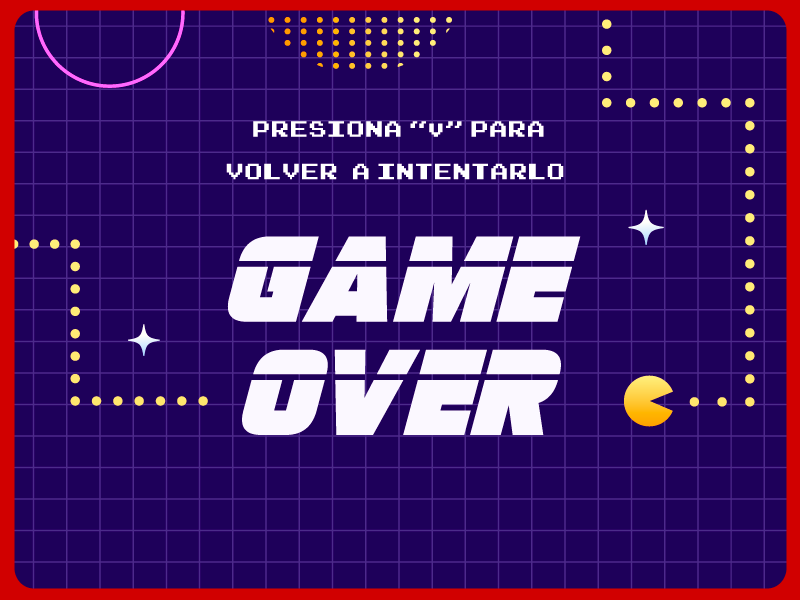 PRESIONA “V” PARA
VOLVER A INTENTARLO
GAME
OVER